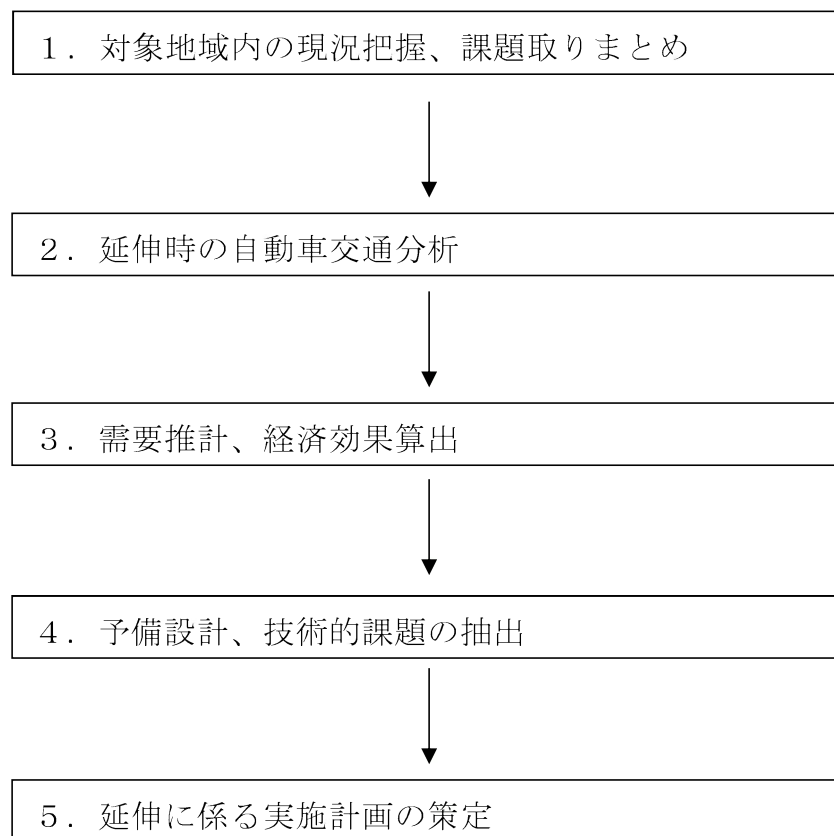 １．対象地域内の現況把握、課題取りまとめ
２．延伸時の自動車交通分析
３．需要推計、経済効果算出
４．予備設計、技術的課題の抽出
５．延伸に係る実施計画の策定